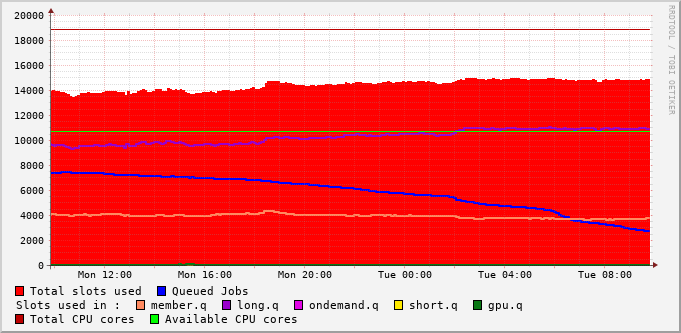 RRDTOOL / TOBI OETIKER
20000
18000
16000
14000
12000
10000
8000
6000
4000
2000
0
Mon 12:00 Mon 16:00 Mon 20:00 Tue 00:00 Tue 04:00 Tue 08:00
Total slots used Queued Jobs
Slots used in : member.q long.q ondemand.q short.q gpu.q
Total CPU cores Available CPU cores